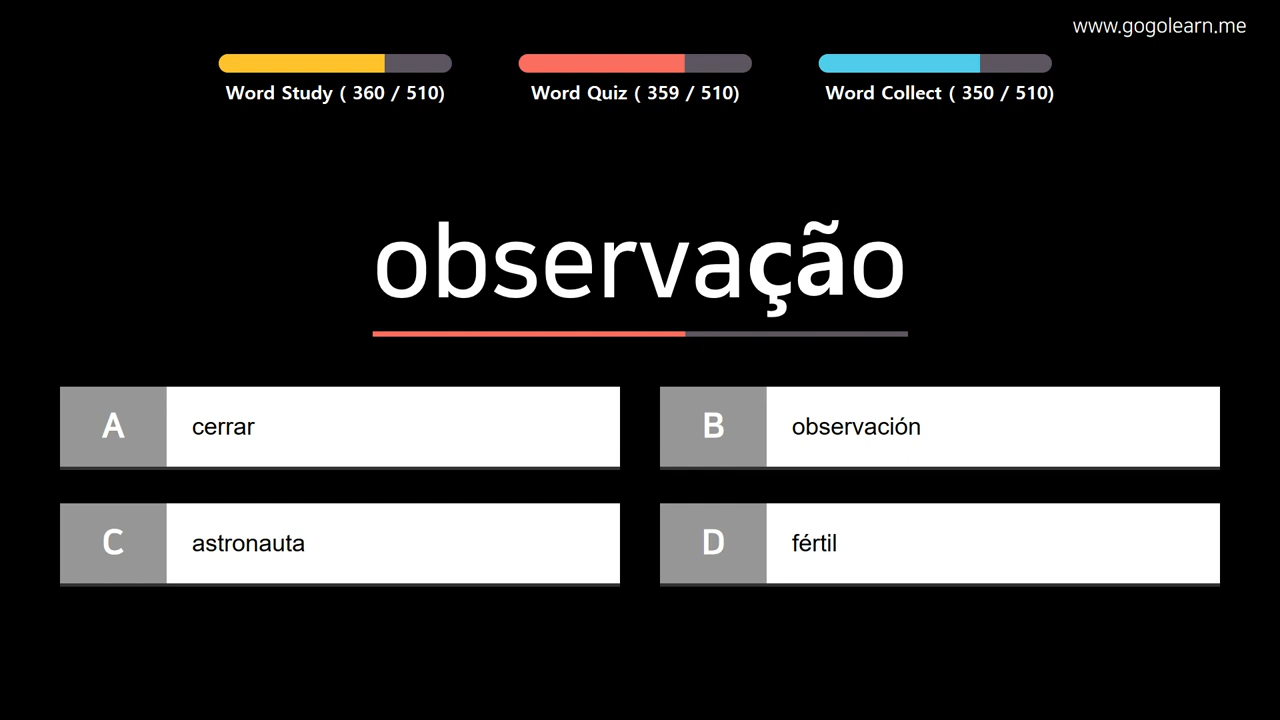 www.gogolearn.me
Word Study ( 360 / 510)
Word Quiz ( 359 / 510)
Word Collect ( 350 / 510)
observação
A cerrar
B observación
C astronauta
D fértil